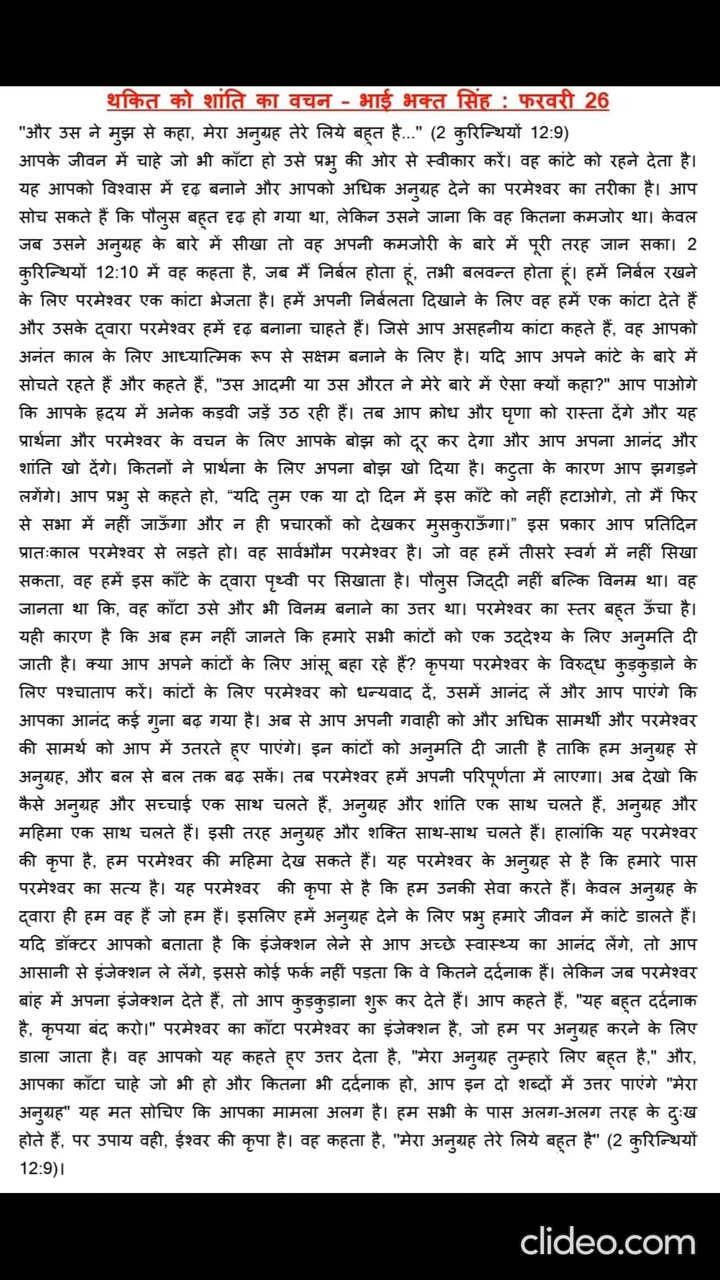 थकित को शांति का वचन – भाई भक्त सिंह : फरवरी 26
"और उस ने मुझ से कहा, मेरा अनुग्रह तेरे लिये बहुत है..." (2 कुरिन्थियों 12:9)
आपके जीवन में चाहे जो भी काँटा हो उसे प्रभु की ओर से स्वीकार करें। वह कांटे को रहने देता है।
यह आपको विश्वास में दृढ़ बनाने और आपको अधिक अनुग्रह देने का परमेश्वर का तरीका है। आप
सोच सकते हैं कि पौलुस बहुत दृढ़ हो गया था, लेकिन उसने जाना कि वह कितना कमजोर था। केवल
जब उसने अनुग्रह के बारे में सीखा तो वह अपनी कमजोरी के बारे में पूरी तरह जान सका। 2
कुरिन्थियों 12:10 में वह कहता है, जब मैं निर्बल होता हूं, तभी बलवन्त होता हूं। हमें निर्बल रखने
के लिए परमेश्वर एक कांटा भेजता है। हमें अपनी निर्बलता दिखाने के लिए वह हमें एक कांटा देते हैं
और उसके द्वारा परमेश्वर हमें दृढ़ बनाना चाहते हैं। जिसे आप असहनीय कांटा कहते हैं, वह आपको
अनंत काल के लिए आध्यात्मिक रूप से सक्षम बनाने के लिए है। यदि आप अपने कांटे के बारे में
सोचते रहते हैं और कहते हैं, "उस आदमी या उस औरत ने मेरे बारे में ऐसा क्यों कहा?" आप पाओगे
कि आपके हृदय में अनेक कड़वी जड़ें उठ रही हैं। तब आप क्रोध और घृणा को रास्ता देंगे और यह
प्रार्थना और परमेश्वर के वचन के लिए आपके बोझ को दूर कर देगा और आप अपना आनंद और
शांति खो देंगे। कितनों ने प्रार्थना के लिए अपना बोझ खो दिया है। कटुता के कारण आप झगड़ने
लगेंगे। आप प्रभु से कहते हो, “यदि तुम एक या दो दिन में इस काँटे को नहीं हटाओगे, तो मैं फिर
से सभा में नहीं जाऊँगा और न ही प्रचारकों को देखकर मुसकुराऊँगा।” इस प्रकार आप प्रतिदिन
प्रातःकाल परमेश्वर से लड़ते हो। वह सार्वभौम परमेश्वर है। जो वह हमें तीसरे स्वर्ग में नहीं सिखा
सकता, वह हमें इस काँटे के द्वारा पृथ्वी पर सिखाता है। पौलुस जिद्दी नहीं बल्कि विनम्र था। वह
जानता था कि, वह काँटा उसे और भी विनम्र बनाने का उत्तर था। परमेश्वर का स्तर बहुत ऊँचा है।
यही कारण है कि अब हम नहीं जानते कि हमारे सभी कांटों को एक उद्देश्य के लिए अनुमति दी
जाती है। क्या आप अपने कांटों के लिए आंसू बहा रहे हैं? कृपया परमेश्वर के विरुद्ध कुड़कुड़ाने के
लिए पश्चाताप करें। कांटों के लिए परमेश्वर को धन्यवाद दें, उसमें आनंद लें और आप पाएंगे कि
आपका आनंद कई गुना बढ़ गया है। अब से आप अपनी गवाही को और अधिक सामर्थी और परमेश्वर
की सामर्थ को आप में उतरते हुए पाएंगे। इन कांटों को अनुमति दी जाती है ताकि हम अनुग्रह से
अनुग्रह, और बल से बल तक बढ़ सकें। तब परमेश्वर हमें अपनी परिपूर्णता में लाएगा। अब देखो कि
कैसे अनुग्रह और सच्चाई एक साथ चलते हैं, अनुग्रह और शांति एक साथ चलते हैं, अनुग्रह और
महिमा एक साथ चलते हैं। इसी तरह अनुग्रह और शक्ति साथ-साथ चलते हैं। हालांकि यह परमेश्वर
की कृपा है, हम परमेश्वर की महिमा देख सकते हैं। यह परमेश्वर के अनुग्रह से है कि हमारे पास
परमेश्वर का सत्य है। यह परमेश्वर की कृपा से है कि हम उनकी सेवा करते हैं। केवल अनुग्रह के
द्वारा ही हम वह हैं जो हम हैं। इसलिए हमें अनुग्रह देने के लिए प्रभु हमारे जीवन में कांटे डालते हैं।
यदि डॉक्टर आपको बताता है कि इंजेक्शन लेने से आप अच्छे स्वास्थ्य का आनंद लेंगे, तो आप
आसानी से इंजेक्शन ले लेंगे, इससे कोई फर्क नहीं पड़ता कि वे कितने दर्दनाक हैं। लेकिन जब परमेश्वर
बांह में अपना इंजेक्शन देते हैं, तो आप कुड़कुड़ाना शुरू कर देते हैं। आप कहते हैं, "यह बहुत दर्दनाक
है, कृपया बंद करो।" परमेश्वर का काँटा परमेश्वर का इंजेक्शन है, जो हम पर अनुग्रह करने के लिए
डाला जाता है। वह आपको यह कहते हुए उत्तर देता है, "मेरा अनुग्रह तुम्हारे लिए बहुत है," और,
आपका काँटा चाहे जो भी हो और कितना भी दर्दनाक हो, आप इन दो शब्दों में उत्तर पाएंगे "मेरा
अनुग्रह" यह मत सोचिए कि आपका मामला अलग है। हम सभी के पास अलग-अलग तरह के दुःख
होते हैं, पर उपाय वही, ईश्वर की कृपा है। वह कहता है, "मेरा अनुग्रह तेरे लिये बहुत है" (2 कुरिन्थियों
12:9)।
clideo.com